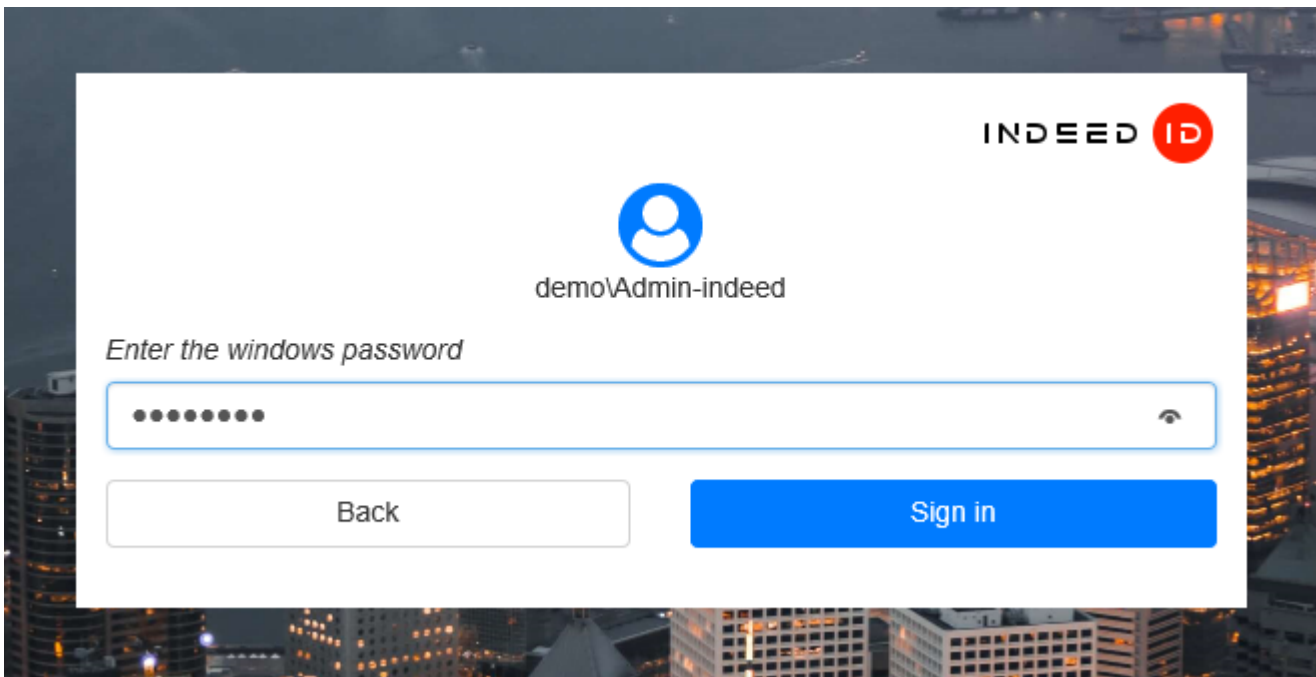 INDEED ID
demo\Admin-indeed
Enter the windows password
••••••••
Back
Sign in